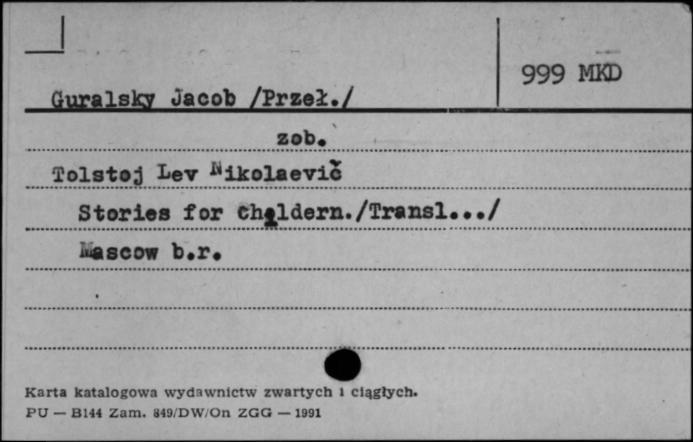 999 MKD
Guralsky Jacob /Przeł./
zob.
Tolstoj Lev Nikolaevič
Stories for Cheldern./Transl.../
Mascow b.r.
Karta katalogowa wydawnictw zwartych i ciągłych.
PU — B144 Zam. 849/DW/On ZGG — 1991